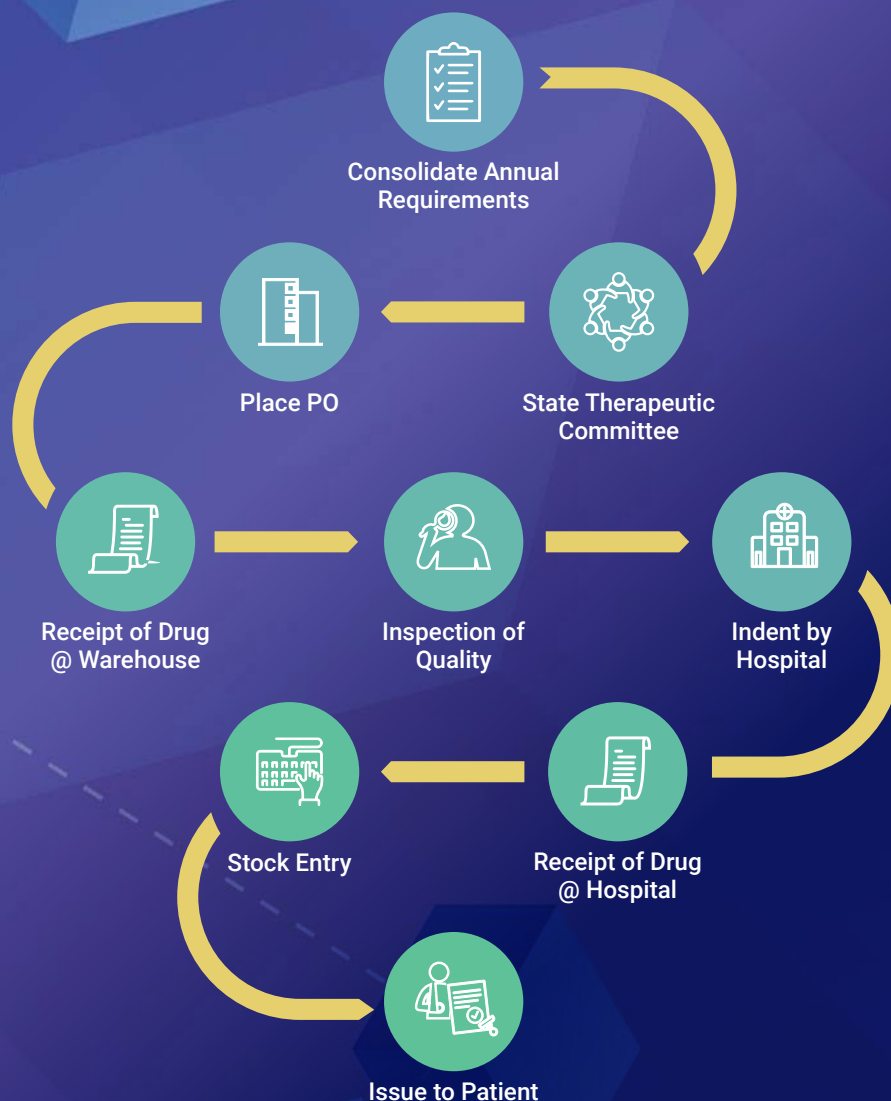 Consolidate Annual
Requirements
State Therapeutic
Committee
Place PO
Receipt of Drug
@ Warehouse
Inspection of
Quality
Indent by
Hospital
Receipt of Drug
@ Hospital
Stock Entry
Issue to Patient